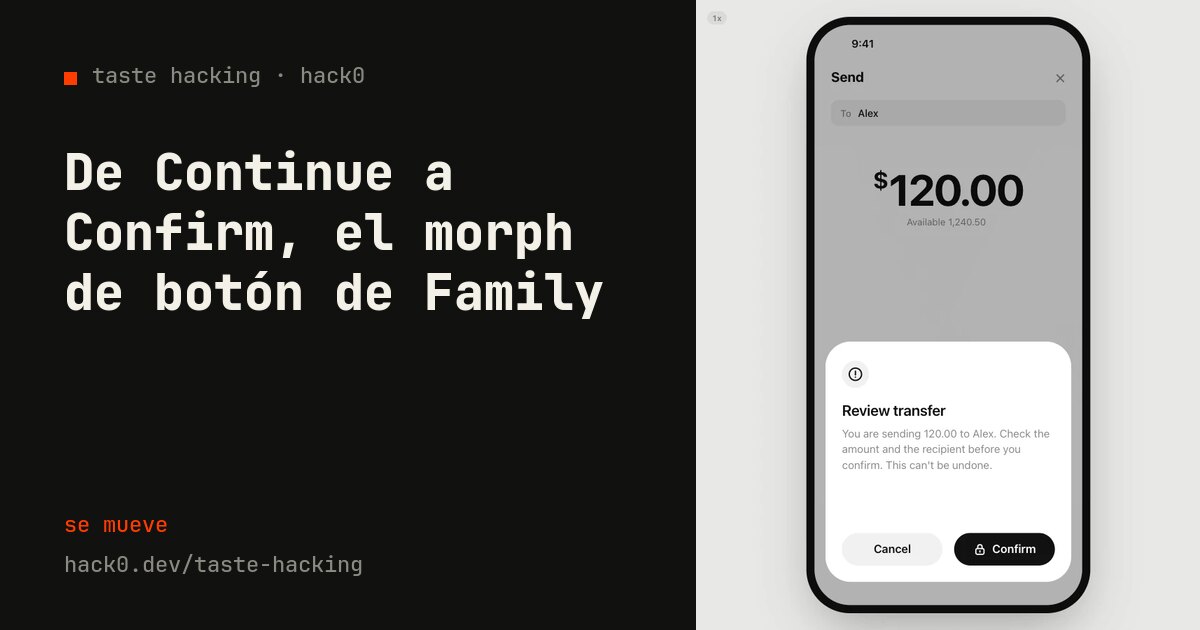 taste hacking · hack0
De Continue a
Confirm, el morph
de botón de Family
se mueve
hack0.dev/taste-hacking
1x
9:41
Send
To Alex
$120.00
Available 1,240.50
Review transfer
You are sending 120.00 to Alex. Check the
amount and the recipient before you
confirm. This can't be undone.
Cancel
Confirm